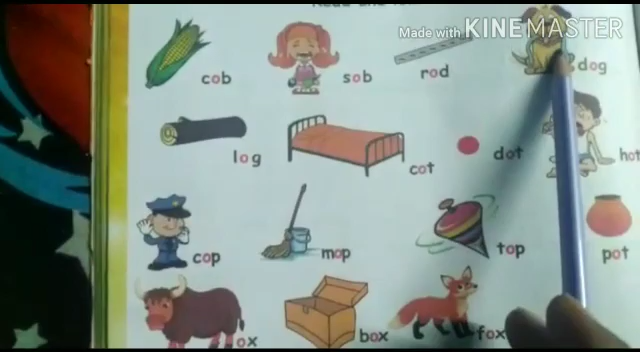 Made with KINEMASTER
cob sob rod dog
log cot dot hot
cop mop top pot
ox box fox